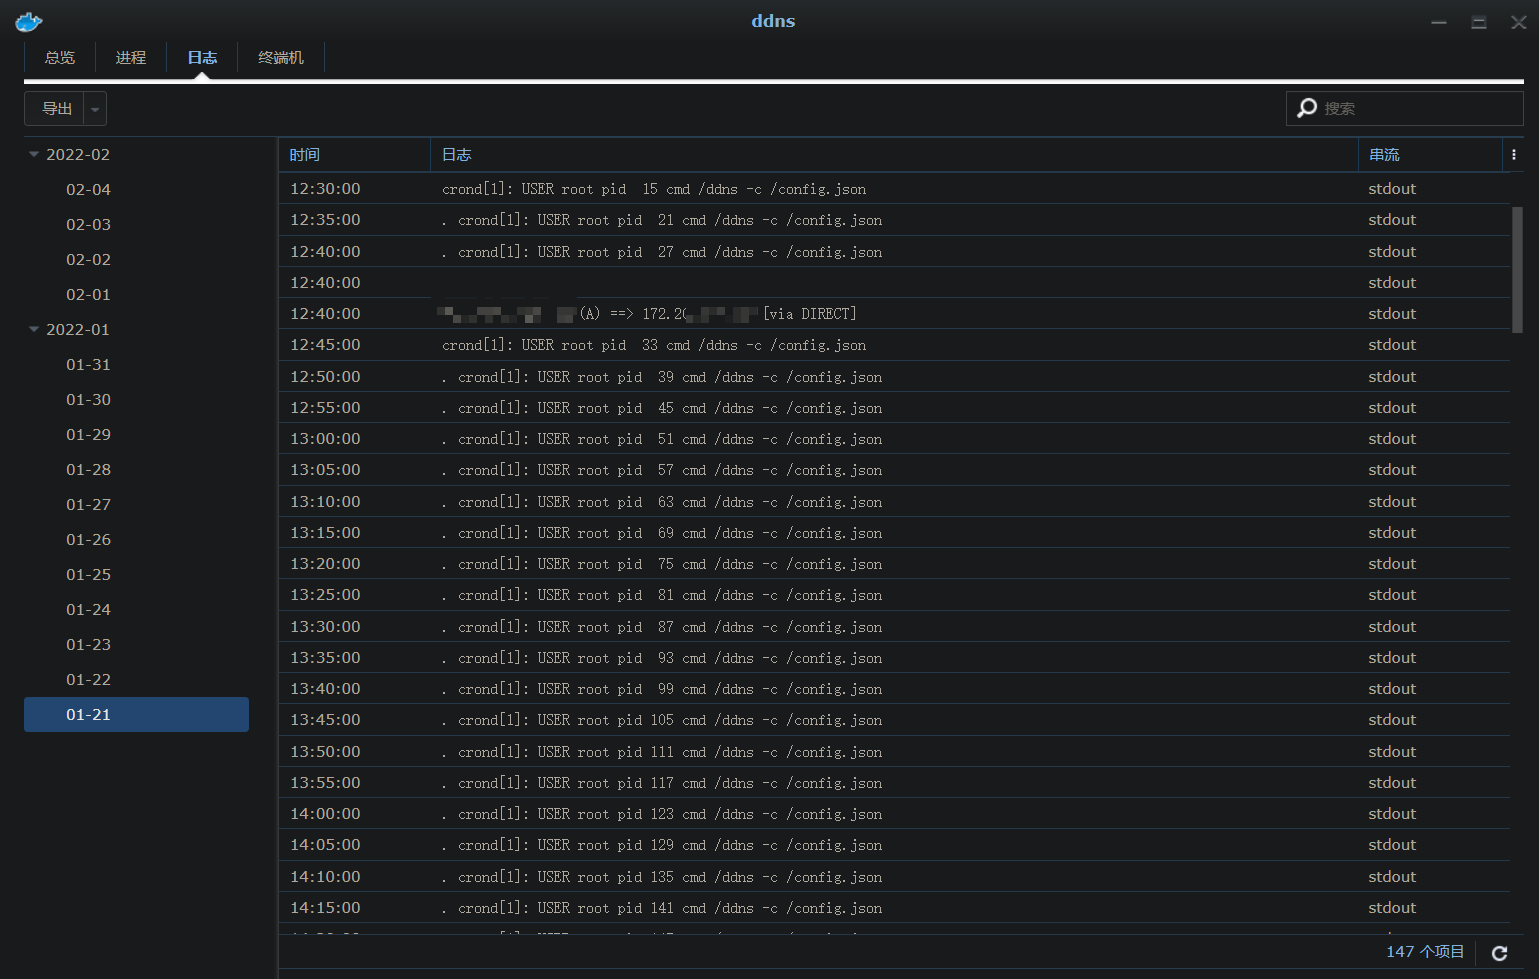 ddns
总览 进程 日志 终端机
导出 搜索
2022-02
02-04
02-03
02-02
02-01
2022-01
01-31
01-30
01-29
01-28
01-27
01-26
01-25
01-24
01-23
01-22
01-21
时间 日志 串流
12:30:00 crond[1]: USER root pid  15 cmd /ddns -c /config.json stdout
12:35:00 . crond[1]: USER root pid  21 cmd /ddns -c /config.json stdout
12:40:00 . crond[1]: USER root pid  27 cmd /ddns -c /config.json stdout
12:40:00 stdout
12:40:00 (A) ==> 172.20 [via DIRECT] stdout
12:45:00 crond[1]: USER root pid  33 cmd /ddns -c /config.json stdout
12:50:00 . crond[1]: USER root pid  39 cmd /ddns -c /config.json stdout
12:55:00 . crond[1]: USER root pid  45 cmd /ddns -c /config.json stdout
13:00:00 . crond[1]: USER root pid  51 cmd /ddns -c /config.json stdout
13:05:00 . crond[1]: USER root pid  57 cmd /ddns -c /config.json stdout
13:10:00 . crond[1]: USER root pid  63 cmd /ddns -c /config.json stdout
13:15:00 . crond[1]: USER root pid  69 cmd /ddns -c /config.json stdout
13:20:00 . crond[1]: USER root pid  75 cmd /ddns -c /config.json stdout
13:25:00 . crond[1]: USER root pid  81 cmd /ddns -c /config.json stdout
13:30:00 . crond[1]: USER root pid  87 cmd /ddns -c /config.json stdout
13:35:00 . crond[1]: USER root pid  93 cmd /ddns -c /config.json stdout
13:40:00 . crond[1]: USER root pid  99 cmd /ddns -c /config.json stdout
13:45:00 . crond[1]: USER root pid 105 cmd /ddns -c /config.json stdout
13:50:00 . crond[1]: USER root pid 111 cmd /ddns -c /config.json stdout
13:55:00 . crond[1]: USER root pid 117 cmd /ddns -c /config.json stdout
14:00:00 . crond[1]: USER root pid 123 cmd /ddns -c /config.json stdout
14:05:00 . crond[1]: USER root pid 129 cmd /ddns -c /config.json stdout
14:10:00 . crond[1]: USER root pid 135 cmd /ddns -c /config.json stdout
14:15:00 . crond[1]: USER root pid 141 cmd /ddns -c /config.json stdout
147 个项目